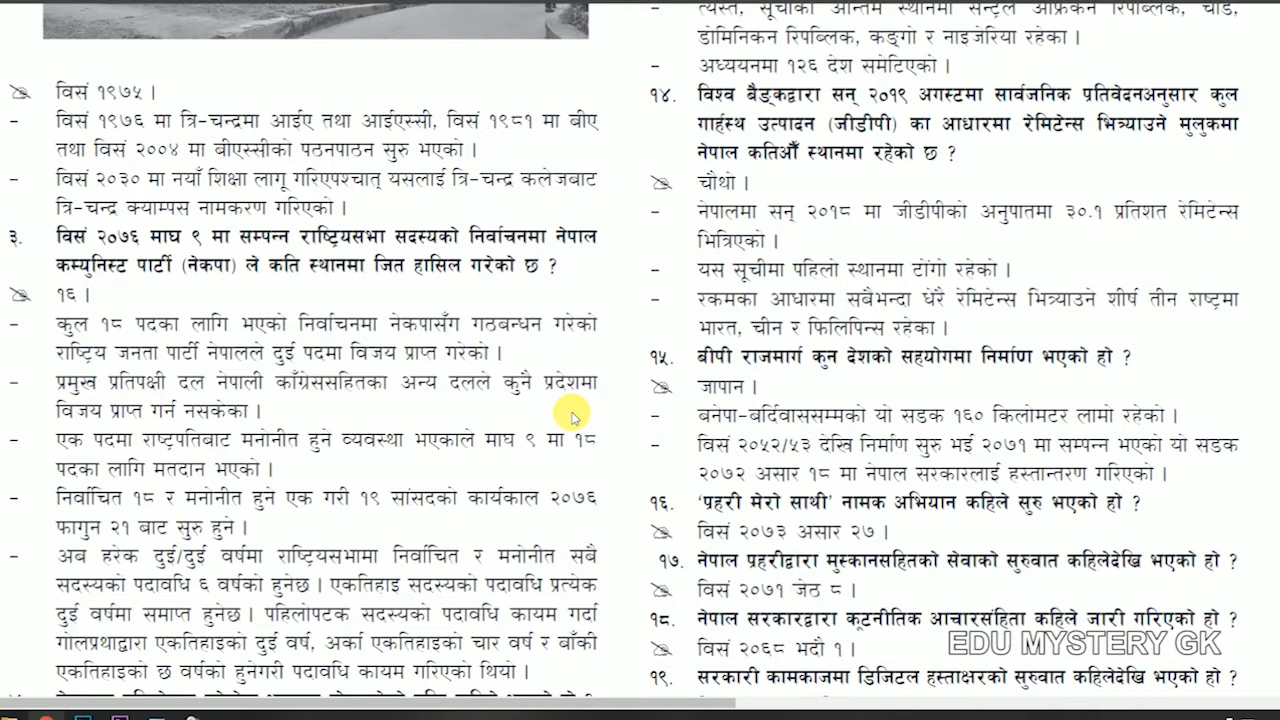 विसं १९७५ ।
- विसं १९७६ मा त्रि-चन्द्रमा आईए तथा आईएस्सी, विसं १९८१ मा बीए
तथा विसं २००४ मा बीएस्सीको पठनपाठन सुरु भएको ।
- विसं २०३० मा नयाँ शिक्षा लागू गरिएपश्चात् यसलाई त्रि-चन्द्र कलेजबाट
त्रि-चन्द्र क्याम्पस नामकरण गरिएको ।
३. विसं २०७६ माघ ९ मा सम्पन्न राष्ट्रियसभा सदस्यको निर्वाचनमा नेपाल
कम्युनिस्ट पार्टी (नेकपा) ले कति स्थानमा जित हासिल गरेको छ ?
१६ ।
- कुल १८ पदका लागि भएको निर्वाचनमा नेकपासँग गठबन्धन गरेको
राष्ट्रिय जनता पार्टी नेपालले दुई पदमा विजय प्राप्त गरेको ।
- प्रमुख प्रतिपक्षी दल नेपाली काँग्रेससहितका अन्य दलले कुनै प्रदेशमा
विजय प्राप्त गर्न नसकेका ।
- एक पदमा राष्ट्रपतिबाट मनोनीत हुने व्यवस्था भएकाले माघ ९ मा १८
पदका लागि मतदान भएको ।
- निर्वाचित १८ र मनोनीत हुने एक गरी १९ सांसदको कार्यकाल २०७६
फागुन २१ बाट सुरु हुने ।
- अब हरेक दुई/दुई वर्षमा राष्ट्रियसभामा निर्वाचित र मनोनीत सबै
सदस्यको पदावधि ६ वर्षको हुनेछ । एकतिहाइ सदस्यको पदावधि प्रत्येक
दुई वर्षमा समाप्त हुनेछ । पहिलोपटक सदस्यको पदावधि कायम गर्दा
गोलप्रथाद्वारा एकतिहाइको दुई वर्ष, अर्का एकतिहाइको चार वर्ष र बाँकी
एकतिहाइको छ वर्षको हुनेगरी पदावधि कायम गरिएको थियो ।
- त्यस्तै, सूचीको अन्तिम स्थानमा सेन्ट्रल अफ्रिकन रिपब्लिक, चाड,
डोमिनिकन रिपब्लिक, कङ्गो र नाइजेरिया रहेका ।
- अध्ययनमा १२६ देश समेटिएको ।
१४. विश्व बैङ्कद्वारा सन् २०१९ अगस्टमा सार्वजनिक प्रतिवेदनअनुसार कुल
गार्हस्थ उत्पादन (जीडीपी) का आधारमा रेमिटेन्स भित्र्याउने मुलुकमा
नेपाल कतिऔँ स्थानमा रहेको छ ?
चौथो ।
- नेपालमा सन् २०१८ मा जीडीपीको अनुपातमा ३०.१ प्रतिशत रेमिटेन्स
भित्रिएको ।
- यस सूचीमा पहिलो स्थानमा टोंगो रहेको ।
- रकमका आधारमा सबैभन्दा धेरै रेमिटेन्स भित्र्याउने शीर्ष तीन राष्ट्रमा
भारत, चीन र फिलिपिन्स रहेका ।
१५. बीपी राजमार्ग कुन देशको सहयोगमा निर्माण भएको हो ?
जापान ।
- बनेपा-बर्दिवाससम्मको यो सडक १६० किलोमटर लामो रहेको ।
- विसं २०५२/५३ देखि निर्माण सुरु भई २०७१ मा सम्पन्न भएको यो सडक
२०७२ असार १८ मा नेपाल सरकारलाई हस्तान्तरण गरिएको ।
१६. 'प्रहरी मेरो साथी' नामक अभियान कहिले सुरु भएको हो ?
विसं २०७३ असार २७ ।
१७. नेपाल प्रहरीद्वारा मुस्कानसहितको सेवाको सुरुवात कहिलेदेखि भएको हो ?
विसं २०७१ जेठ ८ ।
१८. नेपाल सरकारद्वारा कूटनीतिक आचारसंहिता कहिले जारी गरिएको हो ?
विसं २०६८ भदौ १ ।
EDU MYSTERY GK
१९. सरकारी कामकाजमा डिजिटल हस्ताक्षरको सुरुवात कहिलेदेखि भएको हो ?